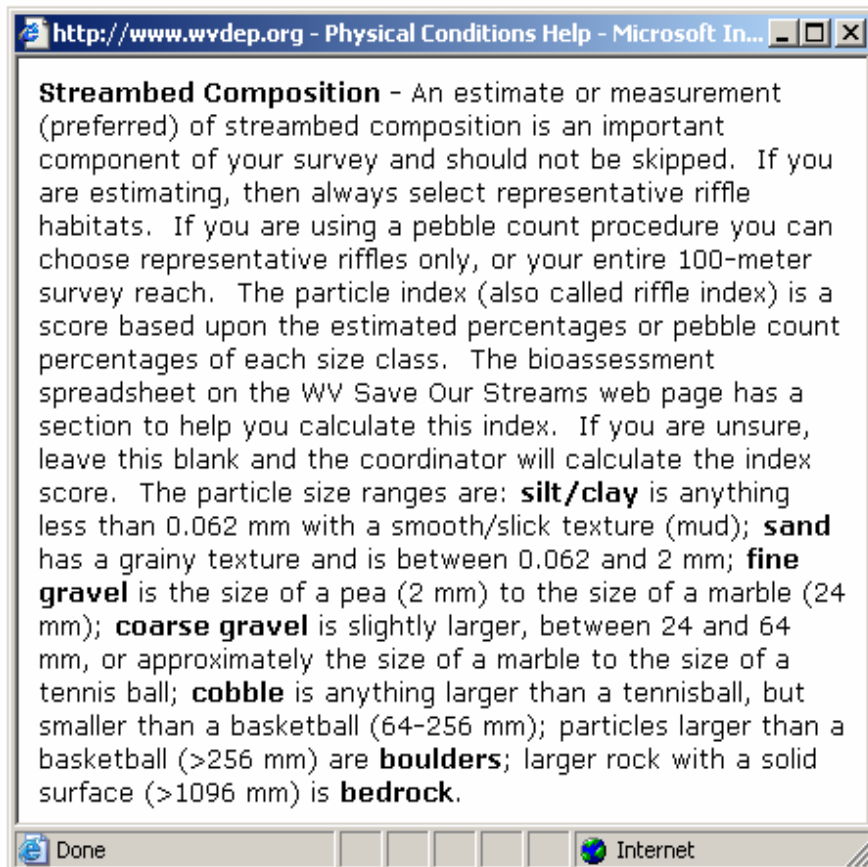 http://www.wvdep.org - Physical Conditions Help - Microsoft In...
Streambed Composition - An estimate or measurement
(preferred) of streambed composition is an important
component of your survey and should not be skipped.  If you
are estimating, then always select representative riffle
habitats.  If you are using a pebble count procedure you can
choose representative riffles only, or your entire 100-meter
survey reach.  The particle index (also called riffle index) is a
score based upon the estimated percentages or pebble count
percentages of each size class.  The bioassessment
spreadsheet on the WV Save Our Streams web page has a
section to help you calculate this index.  If you are unsure,
leave this blank and the coordinator will calculate the index
score.  The particle size ranges are: silt/clay is anything
less than 0.062 mm with a smooth/slick texture (mud); sand
has a grainy texture and is between 0.062 and 2 mm; fine
gravel is the size of a pea (2 mm) to the size of a marble (24
mm); coarse gravel is slightly larger, between 24 and 64
mm, or approximately the size of a marble to the size of a
tennis ball; cobble is anything larger than a tennisball, but
smaller than a basketball (64-256 mm); particles larger than a
basketball (>256 mm) are boulders; larger rock with a solid
surface (>1096 mm) is bedrock.
Done Internet